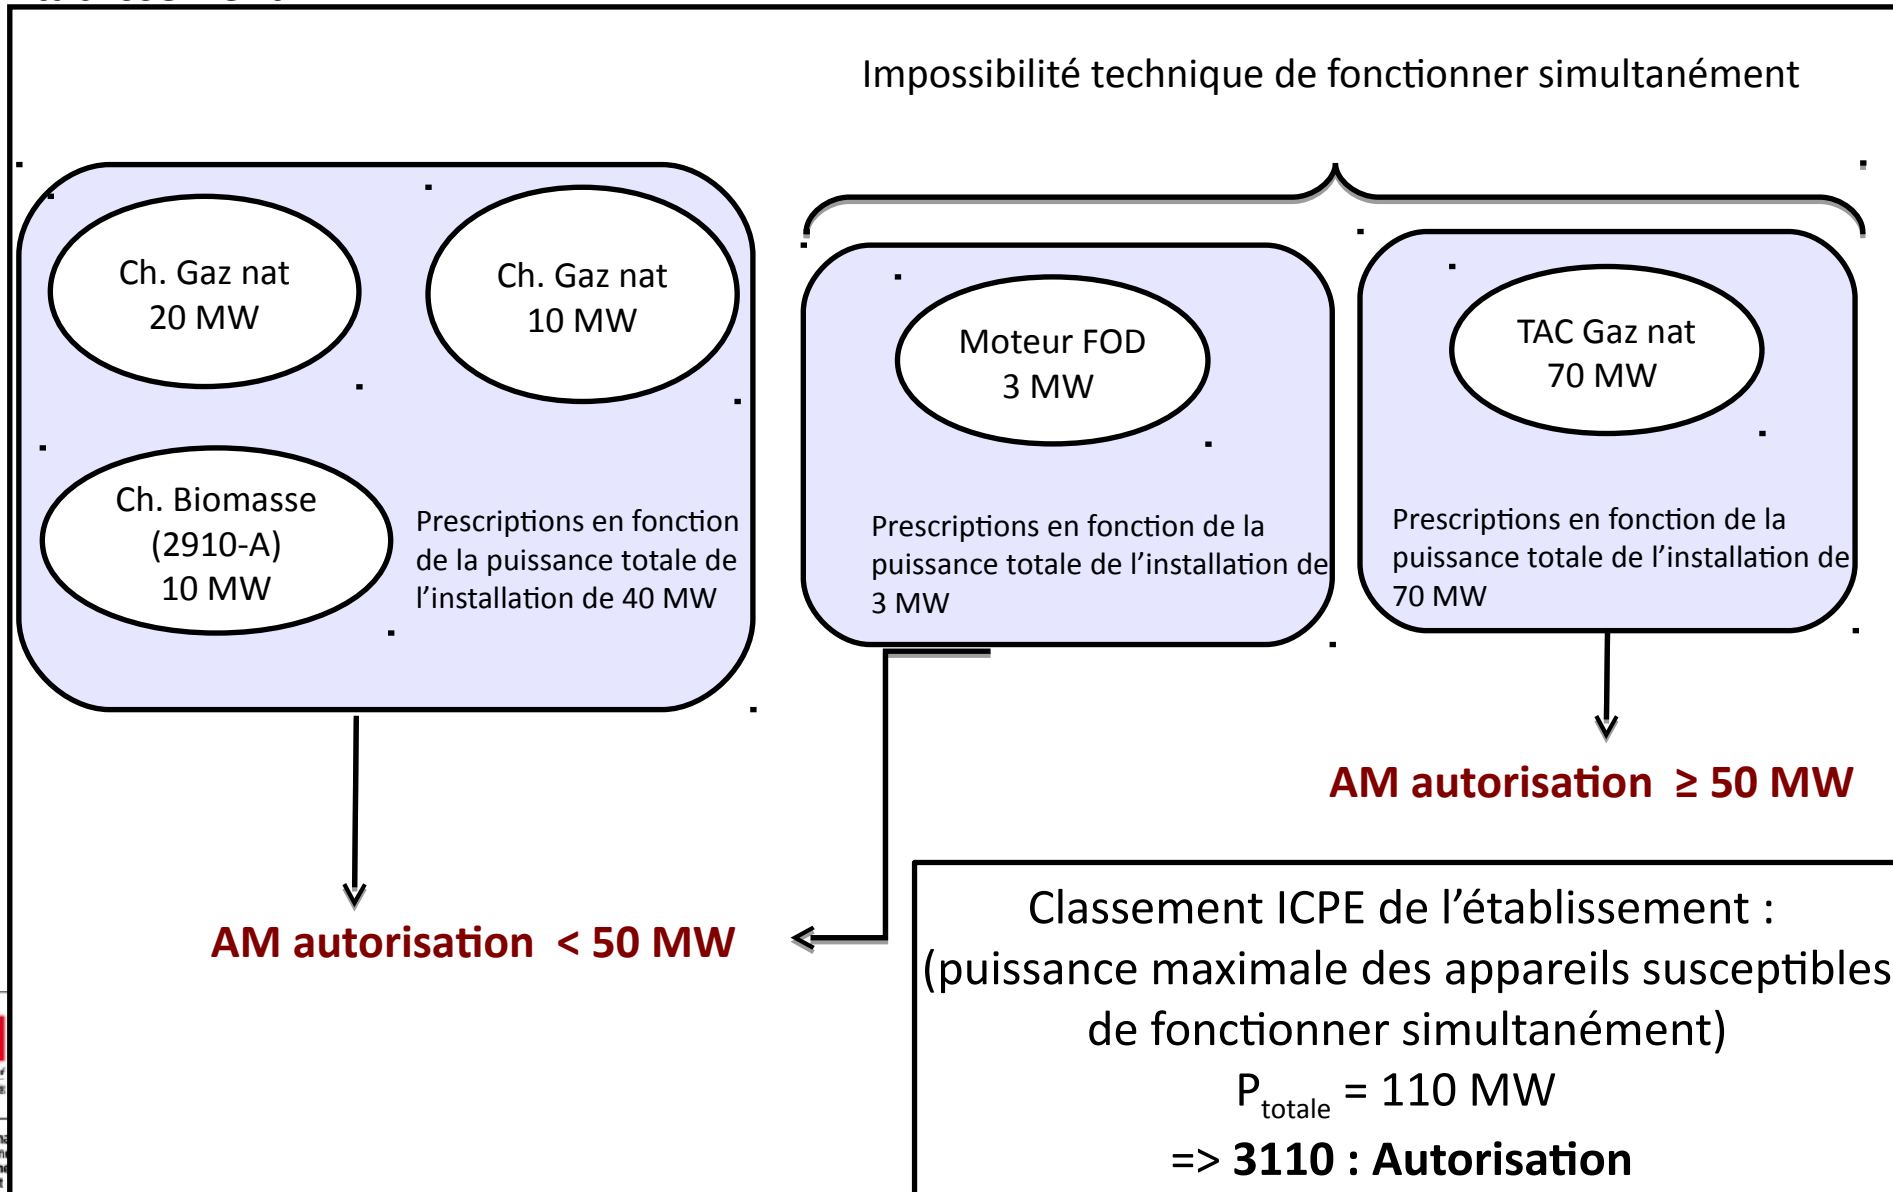 Impossibilité technique de fonctionner simultanément
Ch. Gaz nat
20 MW
Ch. Gaz nat
10 MW
Ch. Biomasse
(2910-A)
10 MW
Prescriptions en fonction
de la puissance totale de
l’installation de 40 MW
Moteur FOD
3 MW
Prescriptions en fonction de la
puissance totale de l’installation de
3 MW
TAC Gaz nat
70 MW
Prescriptions en fonction de la
puissance totale de l’installation de
70 MW
AM autorisation ≥ 50 MW
AM autorisation < 50 MW
Classement ICPE de l’établissement :
(puissance maximale des appareils susceptibles
de fonctionner simultanément)
Ptotale = 110 MW
=> 3110 : Autorisation